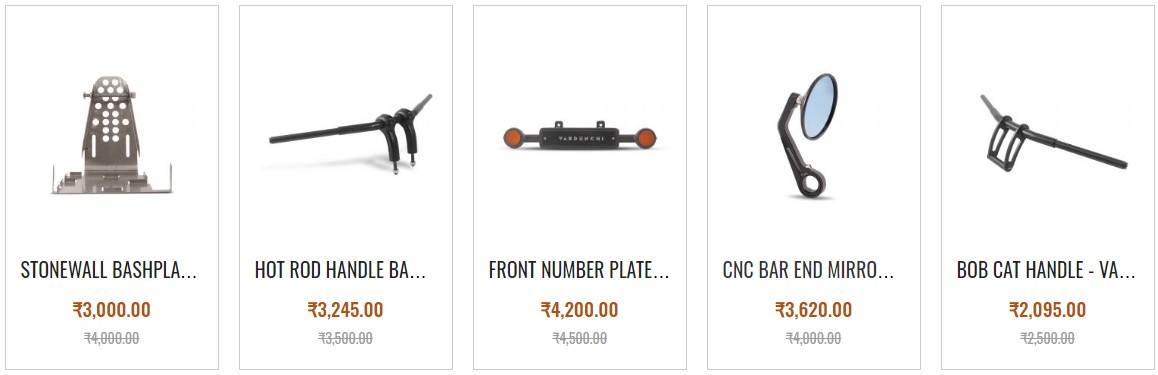 VARDENCHI
STONEWALL BASHPLA...
₹3,000.00
₹4,000.00
HOT ROD HANDLE BA...
₹3,245.00
₹3,500.00
FRONT NUMBER PLATE...
₹4,200.00
₹4,500.00
CNC BAR END MIRRO...
₹3,620.00
₹4,000.00
BOB CAT HANDLE - VA...
₹2,095.00
₹2,500.00